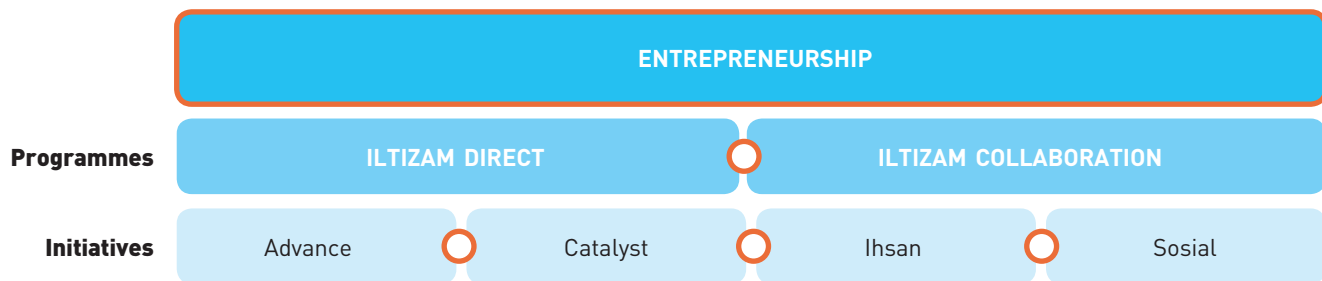 ENTREPRENEURSHIP
Programmes ILTIZAM DIRECT ILTIZAM COLLABORATION
Initiatives Advance Catalyst Ihsan Sosial